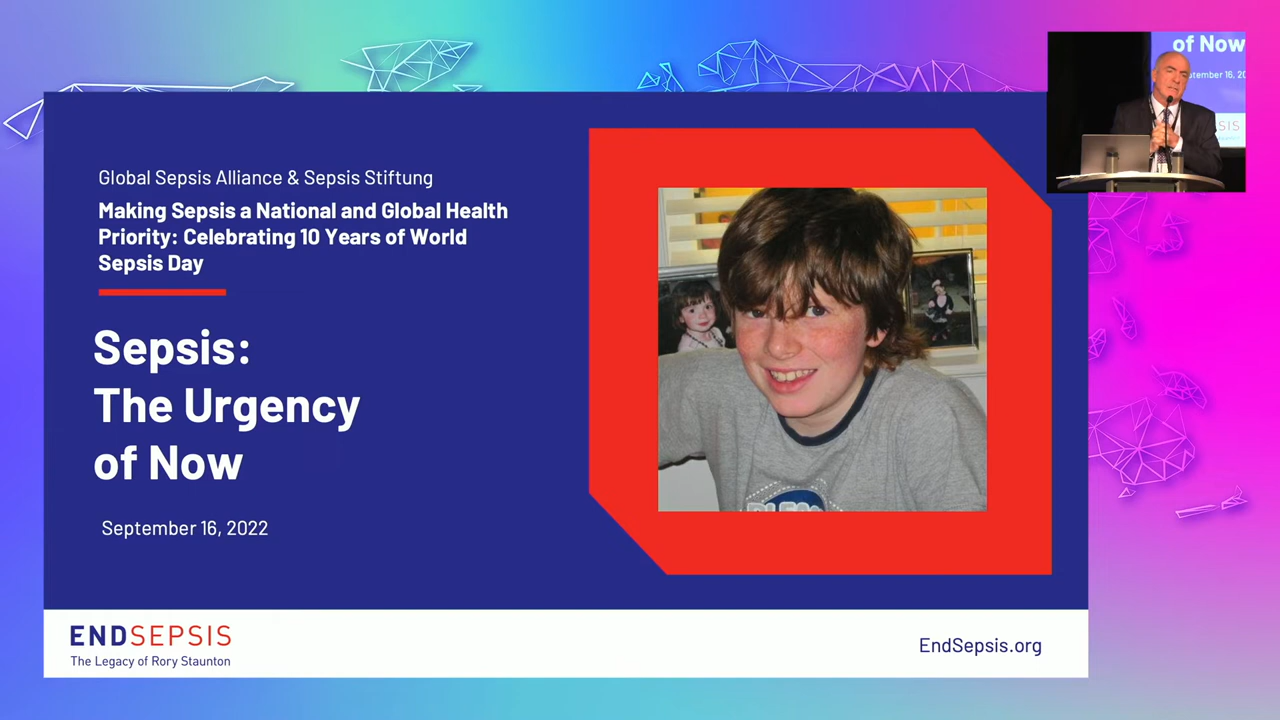 Global Sepsis Alliance & Sepsis Stiftung
Making Sepsis a National and Global Health
Priority: Celebrating 10 Years of World
Sepsis Day
Sepsis:
The Urgency
of Now
September 16, 2022
ENDSEPSIS
The Legacy of Rory Staunton
EndSepsis.org
of Now
SIS